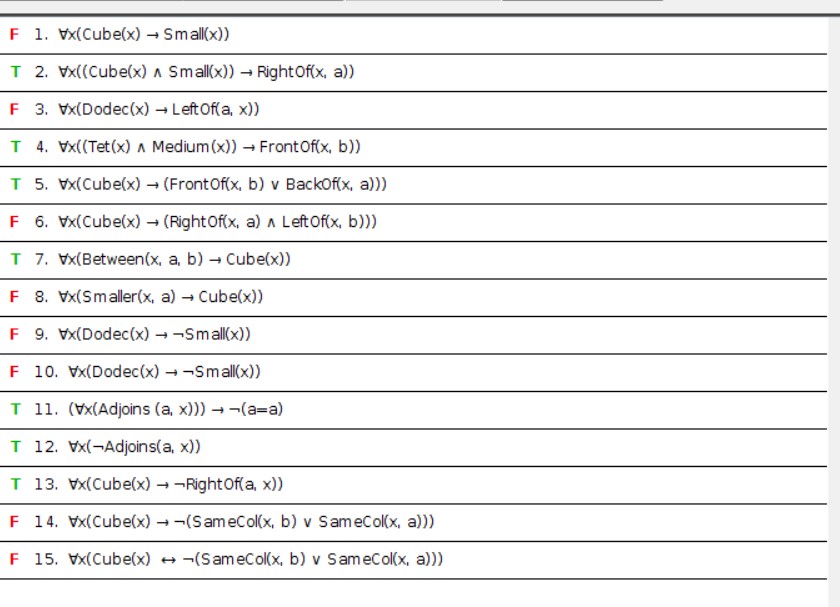 F 1. ∀x(Cube(x) → Small(x))
T 2. ∀x((Cube(x) ∧ Small(x)) → RightOf(x, a))
F 3. ∀x(Dodec(x) → LeftOf(a, x))
T 4. ∀x((Tet(x) ∧ Medium(x)) → FrontOf(x, b))
T 5. ∀x(Cube(x) → (FrontOf(x, b) ∨ BackOf(x, a)))
F 6. ∀x(Cube(x) → (RightOf(x, a) ∧ LeftOf(x, b)))
T 7. ∀x(Between(x, a, b) → Cube(x))
F 8. ∀x(Smaller(x, a) → Cube(x))
F 9. ∀x(Dodec(x) → ¬Small(x))
F 10. ∀x(Dodec(x) → ¬Small(x))
T 11. (∀x(Adjoins (a, x))) → ¬(a=a)
T 12. ∀x(¬Adjoins(a, x))
T 13. ∀x(Cube(x) → ¬RightOf(a, x))
F 14. ∀x(Cube(x) → ¬(SameCol(x, b) ∨ SameCol(x, a)))
F 15. ∀x(Cube(x) ↔ ¬(SameCol(x, b) ∨ SameCol(x, a)))